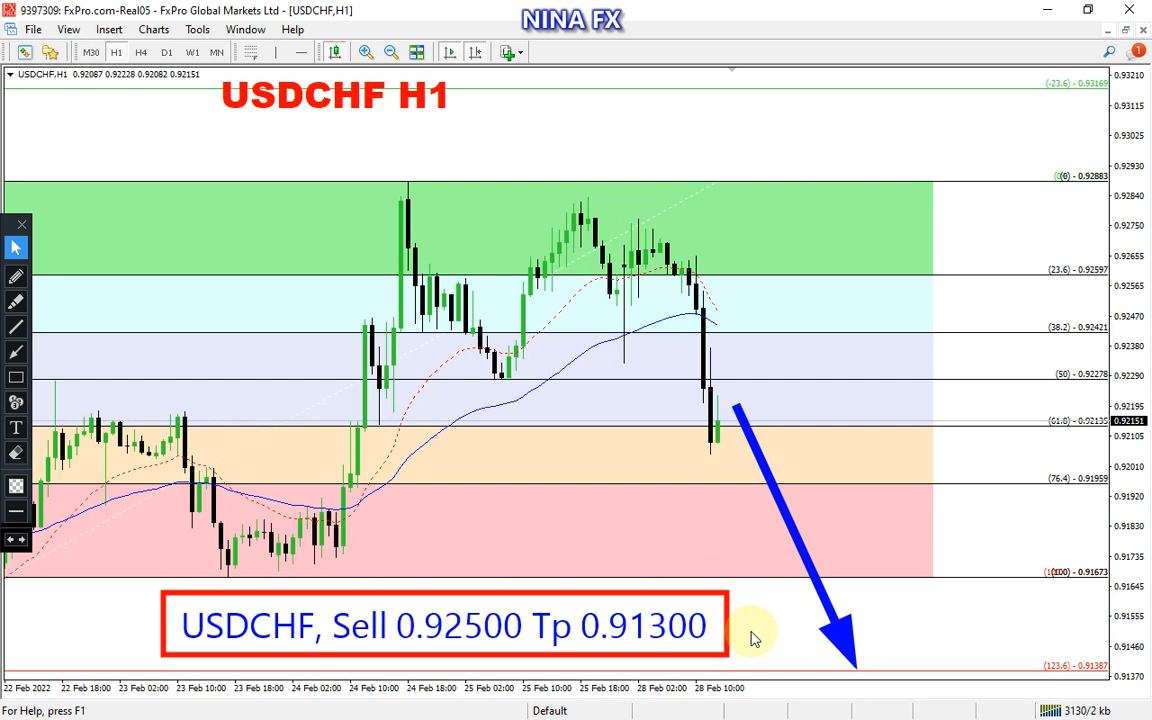 9397309: FxPro.com-Real05 - FxPro Global Markets Ltd - [USDCHF,H1]
NINA FX
File View Insert Charts Tools Window Help
M30 H1 H4 D1 W1 MN
1
USDCHF,H1 0.92087 0.92228 0.92082 0.92151
USDCHF H1
0.93210
(-23.6) - 0.93169
0.93115
0.93025
0.92930
(0) - 0.92883
0.92840
0.92750
0.92655
(23.6) - 0.92597
0.92565
0.92470
(38.2) - 0.92421
0.92380
0.92290
(50) - 0.92278
0.92195
0.92151
(61.8) - 0.92135
0.92105
0.92010
(76.4) - 0.91959
0.91920
0.91830
0.91735
(100) - 0.91673
0.91645
USDCHF, Sell 0.92500 Tp 0.91300
0.91555
0.91460
(123.6) - 0.91387
0.91370
22 Feb 2022 22 Feb 18:00 23 Feb 02:00 23 Feb 10:00 23 Feb 18:00 24 Feb 02:00 24 Feb 10:00 24 Feb 18:00 25 Feb 02:00 25 Feb 10:00 25 Feb 18:00 28 Feb 02:00 28 Feb 10:00
For Help, press F1 Default 3130/2 kb